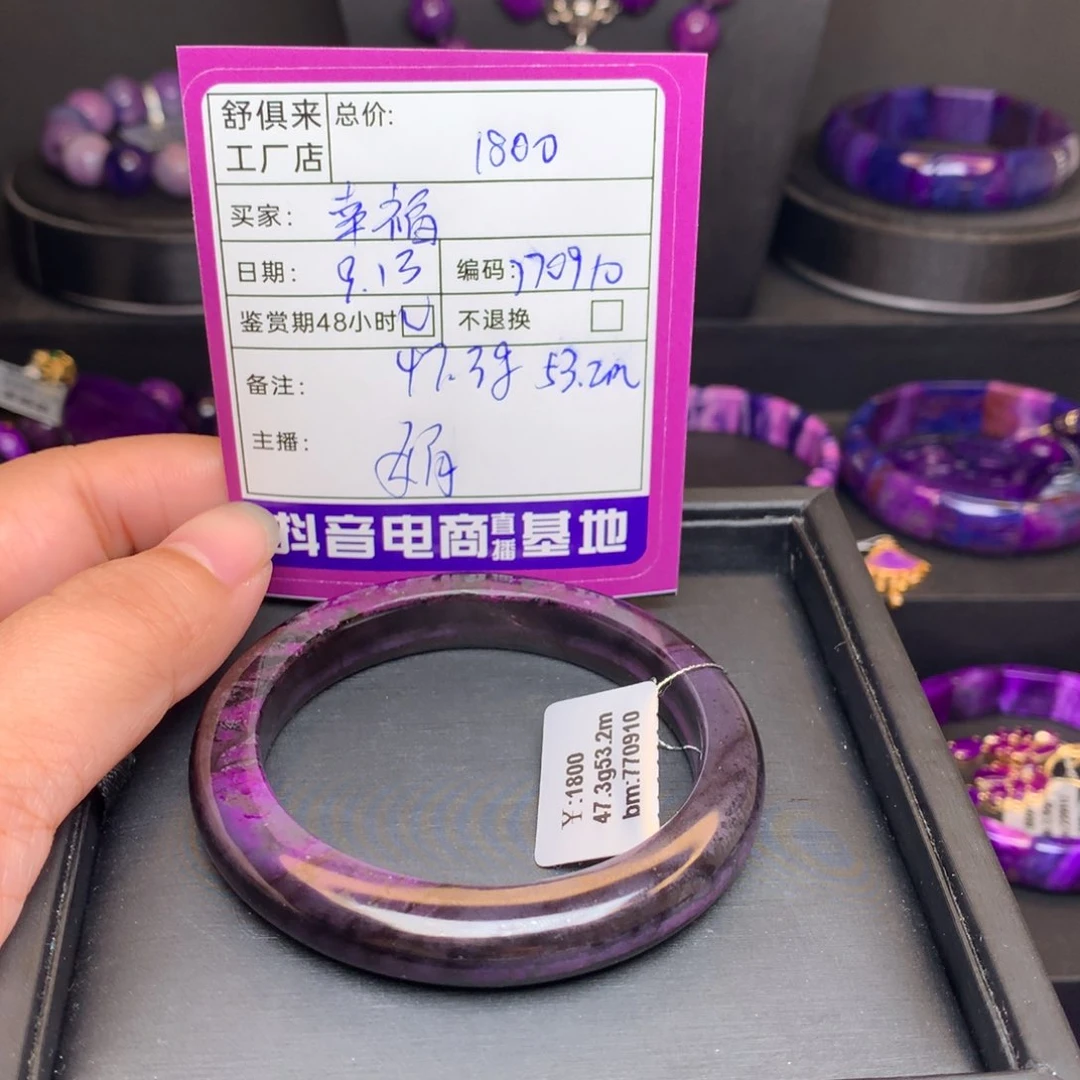 舒俱来 总价: 1800
工厂店
买家: 幸福
日期: 9.13 编码: 770910
鉴赏期48小时 不退换
备注: 47.3g 53.2m
主播:
抖音电商直播基地
Y:1800
47.3g53.2m
bm:770910